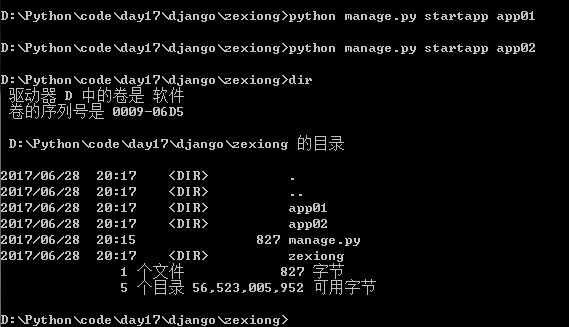 D:\Python\code\day17\django\zexiong>python manage.py startapp app01
D:\Python\code\day17\django\zexiong>python manage.py startapp app02
D:\Python\code\day17\django\zexiong>dir
驱动器 D 中的卷是 软件
卷的序列号是 0009-06D5
D:\Python\code\day17\django\zexiong 的目录
2017/06/28  20:17    <DIR>          .
2017/06/28  20:17    <DIR>          ..
2017/06/28  20:17    <DIR>          app01
2017/06/28  20:17    <DIR>          app02
2017/06/28  20:15               827 manage.py
2017/06/28  20:17    <DIR>          zexiong
1 个文件            827 字节
5 个目录 56,523,005,952 可用字节
D:\Python\code\day17\django\zexiong>